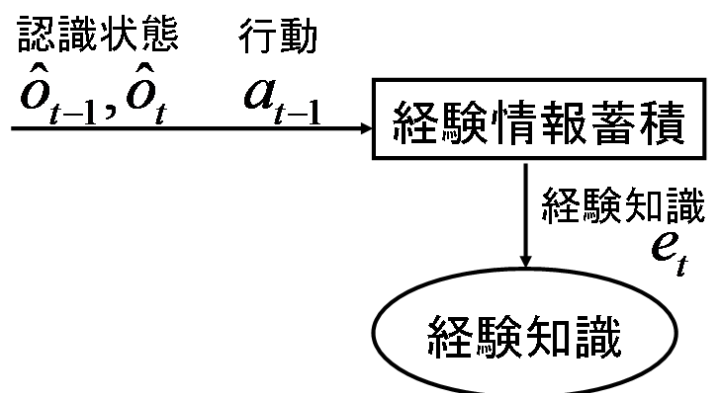 認識状態 行動
ô_{t-1}, ô_t a_{t-1}
経験情報蓄積
経験知識
e_t
経験知識